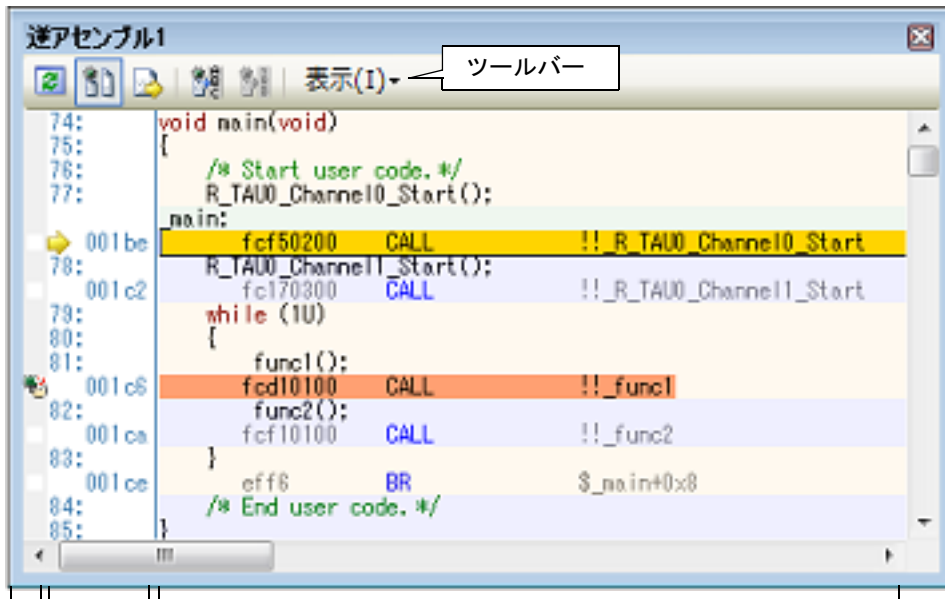 逆アセンブル1
表示(I)
ツールバー
74: void main(void)
75: {
76: /* Start user code.*/
77: R_TAU0_Channel0_Start();
_main:
001be fcf50200 CALL !!_R_TAU0_Channel0_Start
78: R_TAU0_Channel1_Start();
001c2 fc170300 CALL !!_R_TAU0_Channel1_Start
79: while (1U)
80: {
81: func1();
001c6 fcd10100 CALL !!_func1
82: func2();
001ca fcf10100 CALL !!_func2
83: }
001ce eff6 BR $_main+0x8
84: /* End user code.*/
85: }